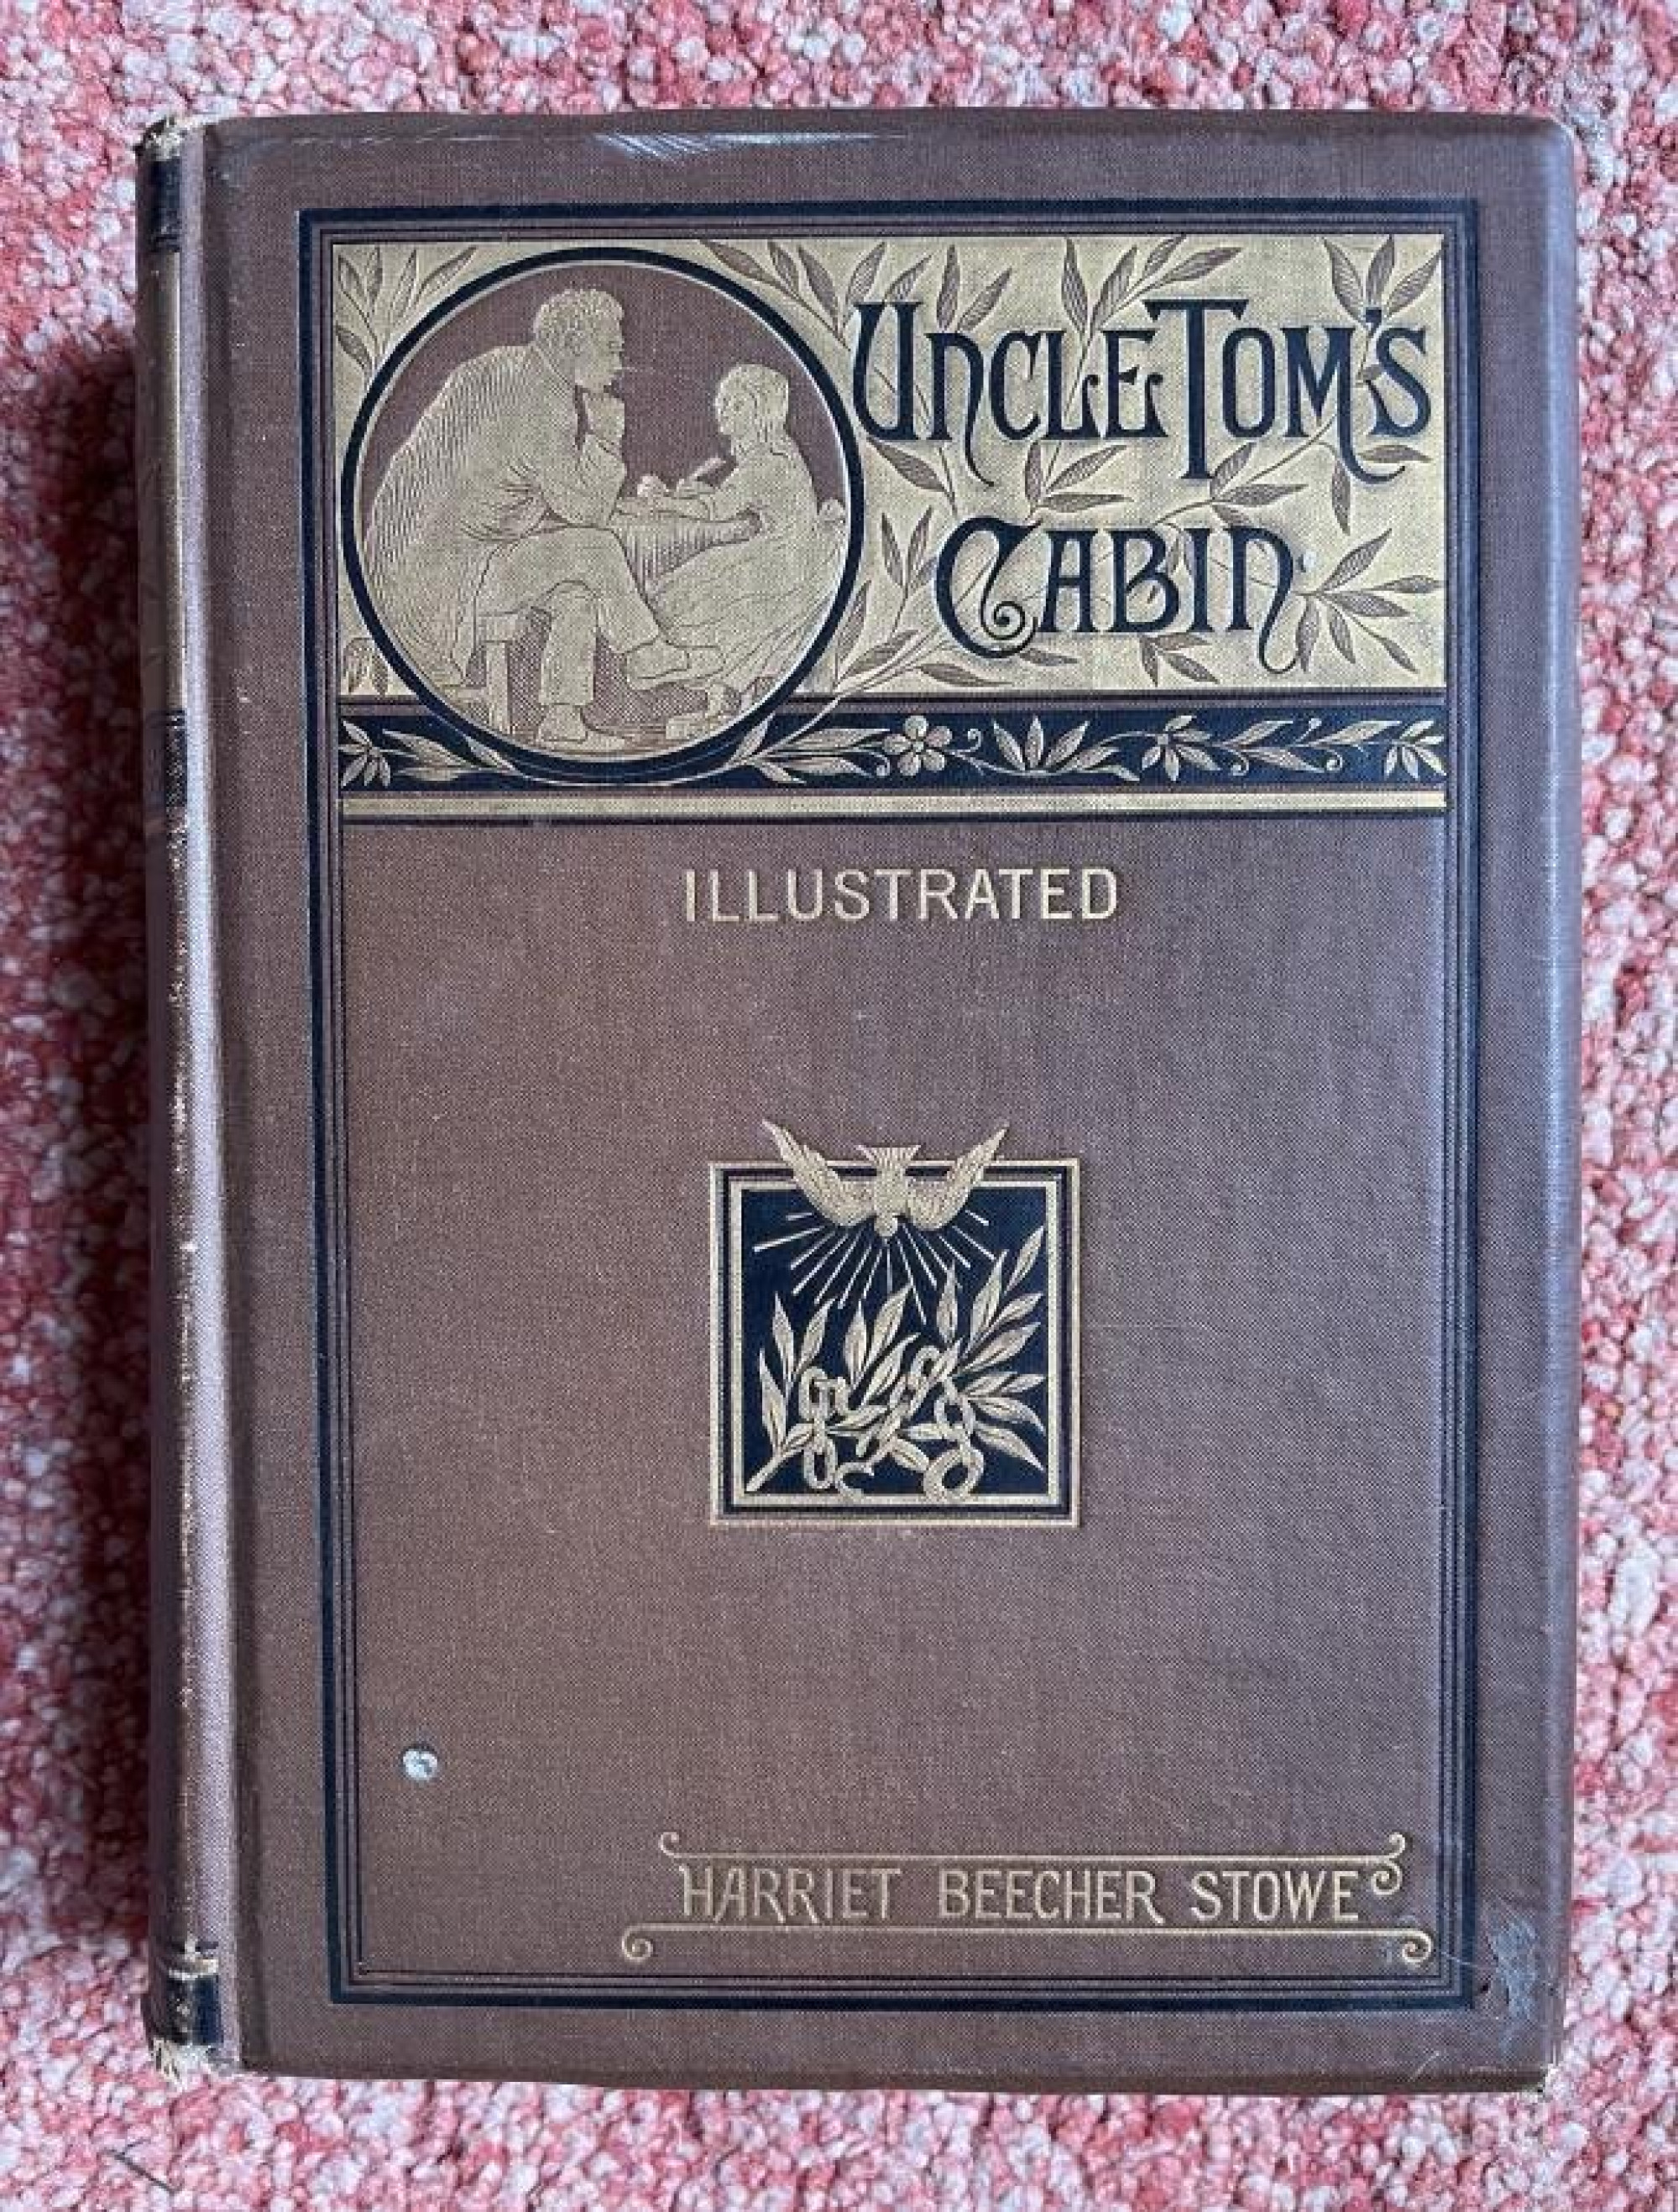 UNCLE TOM'S
CABIN
ILLUSTRATED
HARRIET BEECHER STOWE